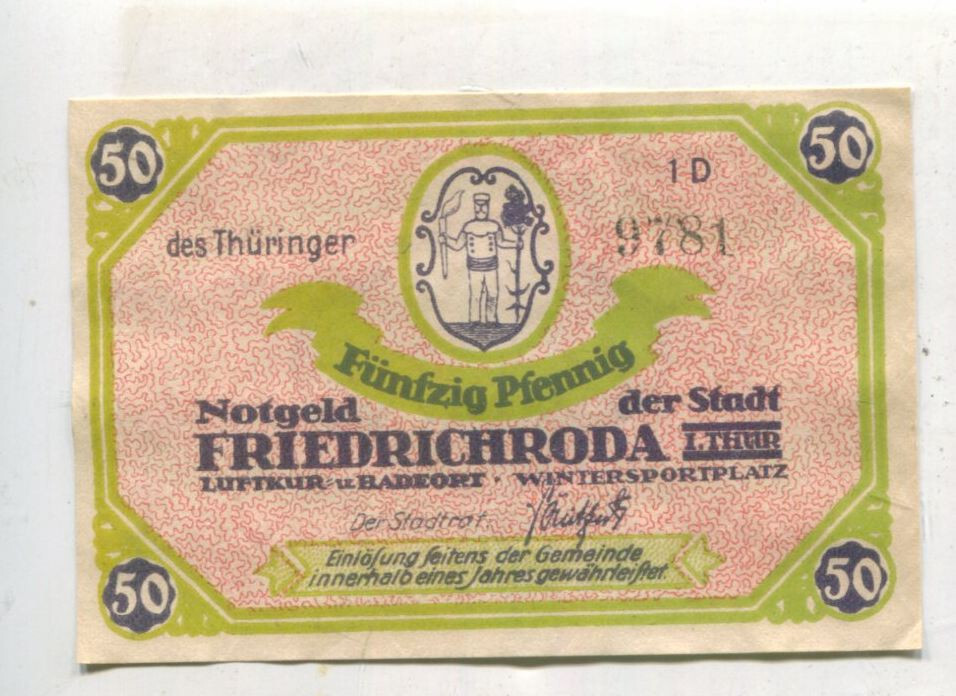 50 50
1 D
des Thüringer 9781
Fünfzig Pfennig
Notgeld der Stadt
FRIEDRICHRODA I. THÜR
LUFTKUR- u. BADEORT · WINTERSPORTPLATZ
Der Stadtrat:
Einlösung seitens der Gemeinde
innerhalb eines Jahres gewährleistet.
50 50